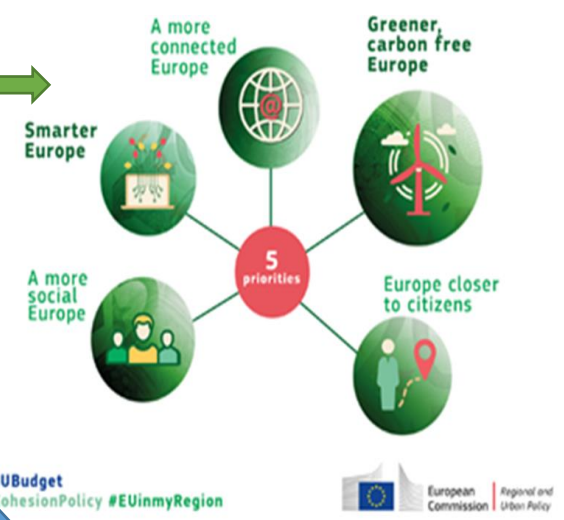 A more
connected
Europe
Greener,
carbon free
Europe
Smarter
Europe
@
5
priorities
A more
social
Europe
Europe closer
to citizens
UBudget
ohesionPolicy #EUinmyRegion
European
Commission
Regional and
Urban Policy